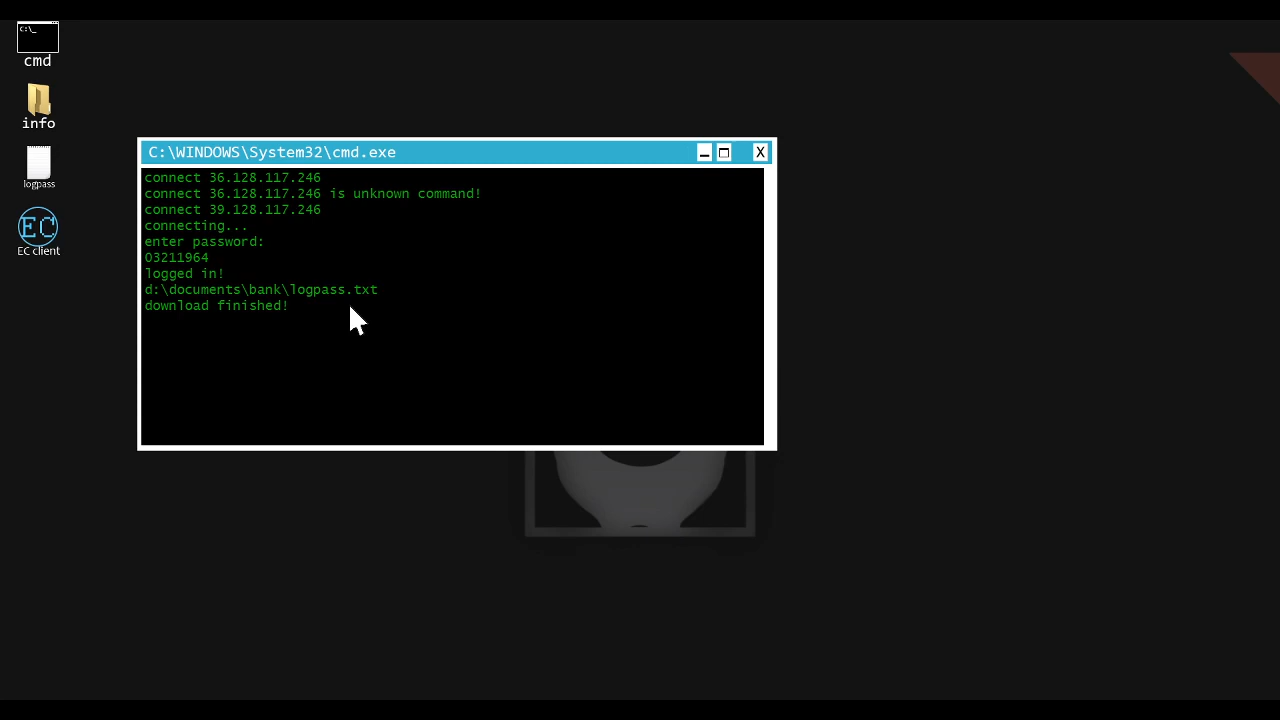 C:\_
cmd
info
logpass
EC
EC client
C:\WINDOWS\System32\cmd.exe
X
connect 36.128.117.246
connect 36.128.117.246 is unknown command!
connect 39.128.117.246
connecting...
enter password:
03211964
logged in!
d:\documents\bank\logpass.txt
download finished!